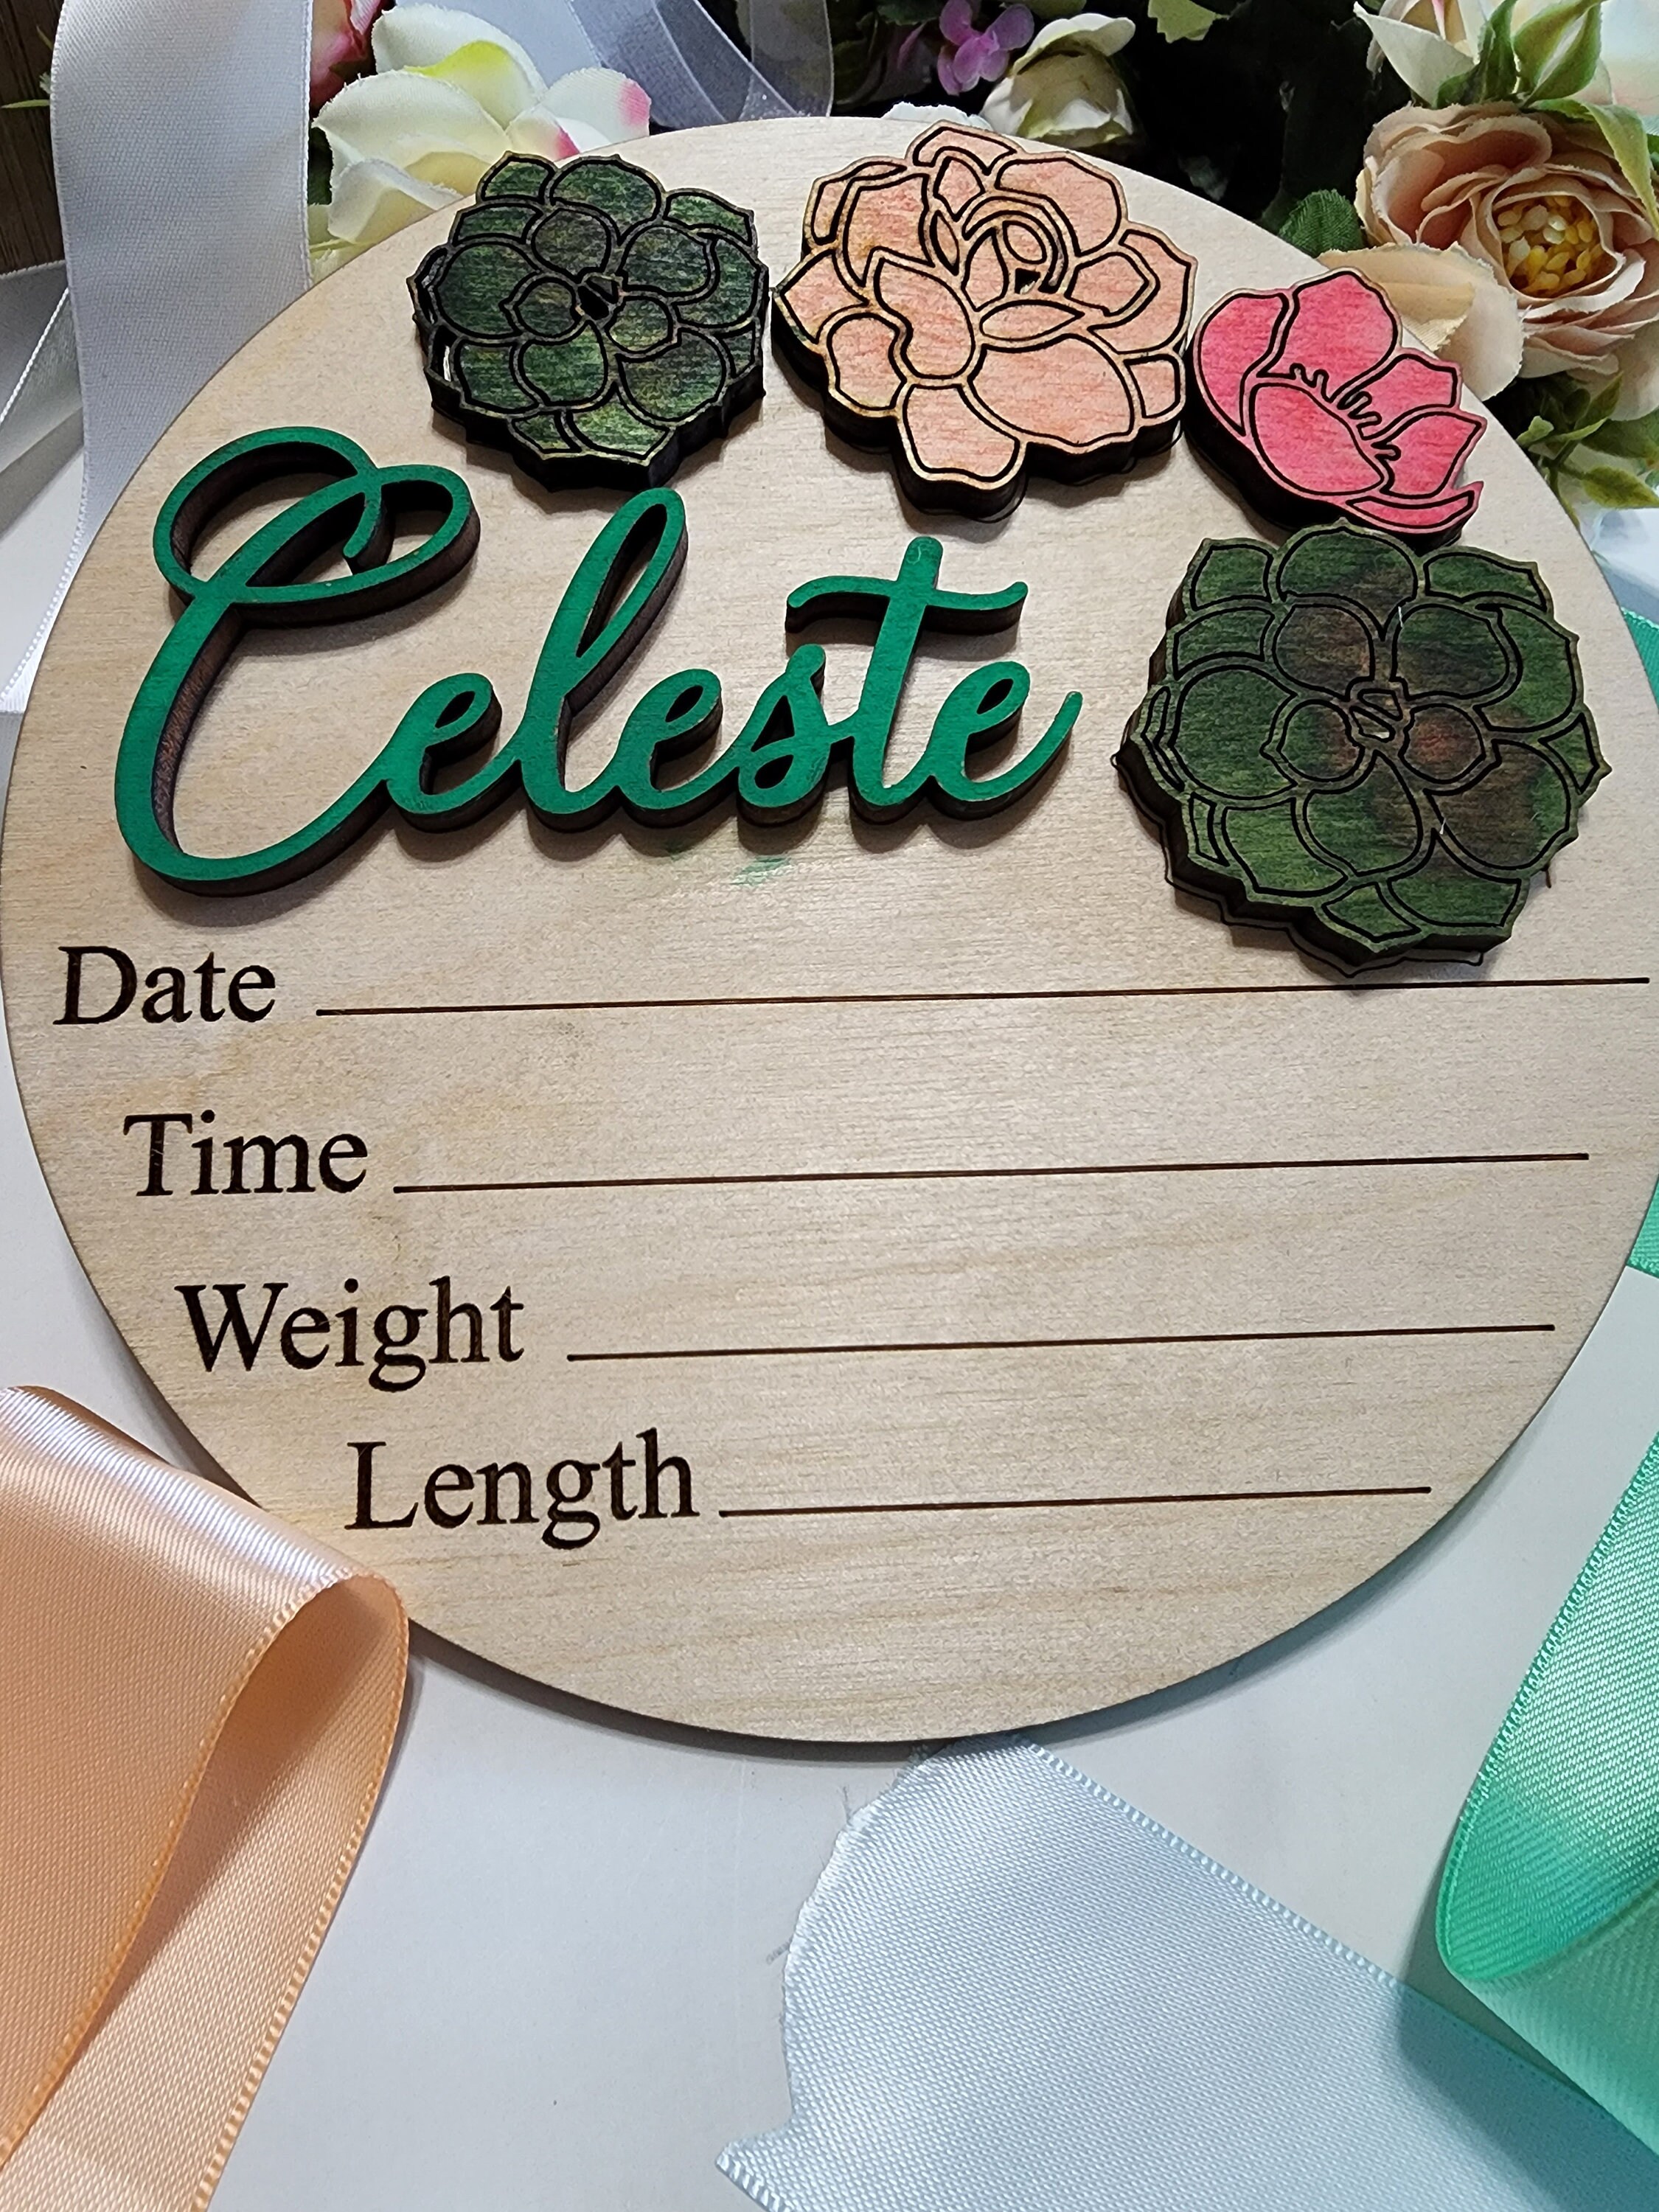 Celeste
Date
Time
Weight
Length